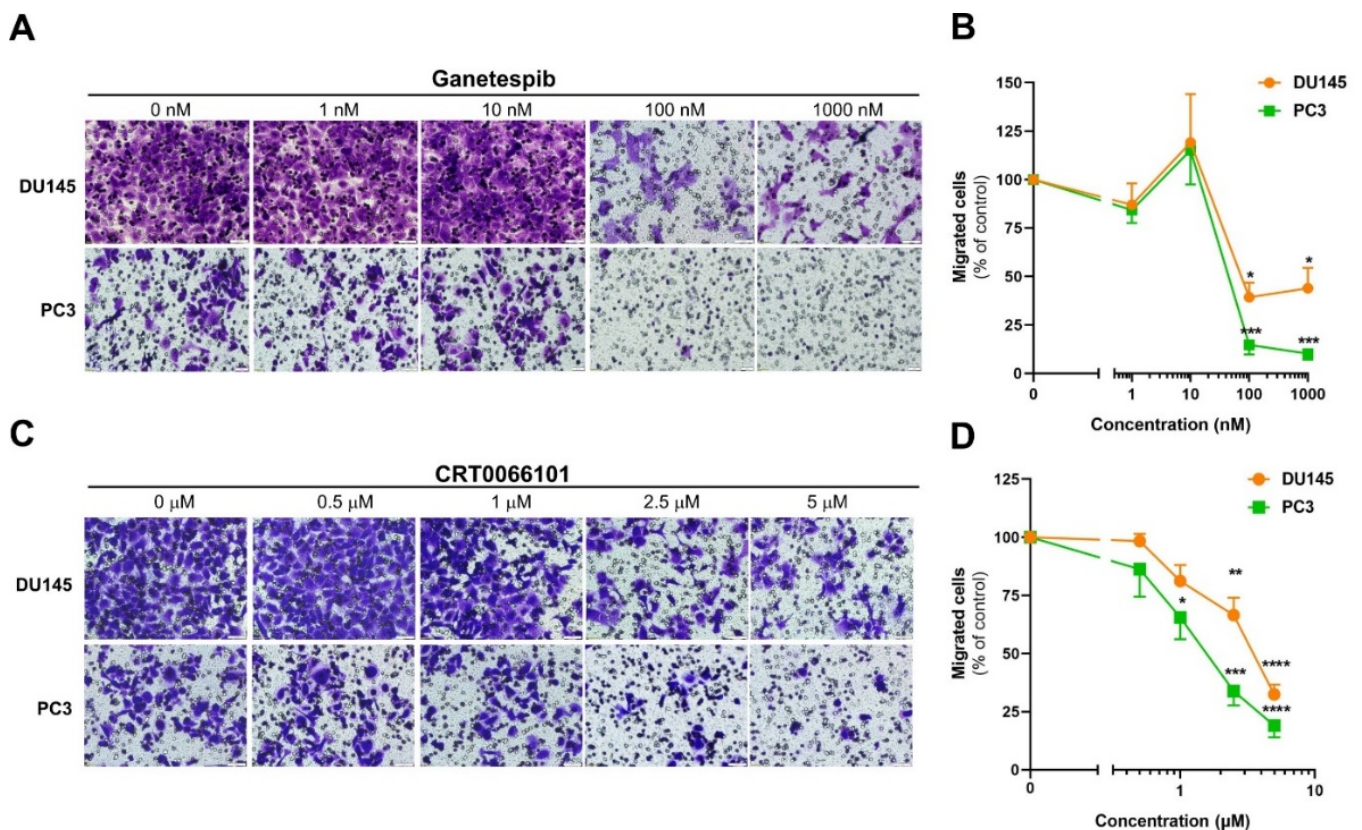 A
Ganetespib
0 nM 1 nM 10 nM 100 nM 1000 nM
DU145
PC3
B
150
125
100
75
50
25
0
Migrated cells
(% of control)
DU145
PC3
* *
*** ***
0 1 10 100 1000
Concentration (nM)
C
CRT0066101
0 μM 0.5 μM 1 μM 2.5 μM 5 μM
DU145
PC3
D
125
100
75
50
25
0
Migrated cells
(% of control)
DU145
PC3
**
*
****
***
****
0 1 10
Concentration (μM)